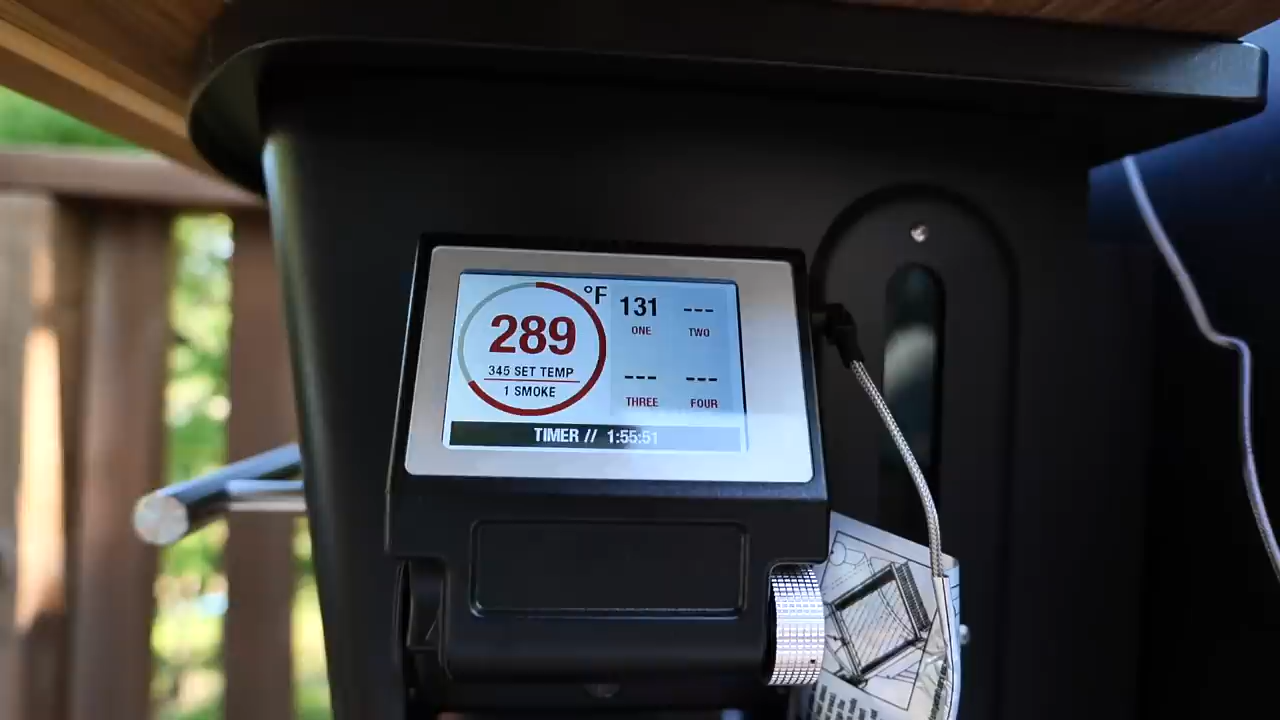 289 °F
345 SET TEMP
1 SMOKE
131 ---
ONE TWO
--- ---
THREE FOUR
TIMER // 1:55:51